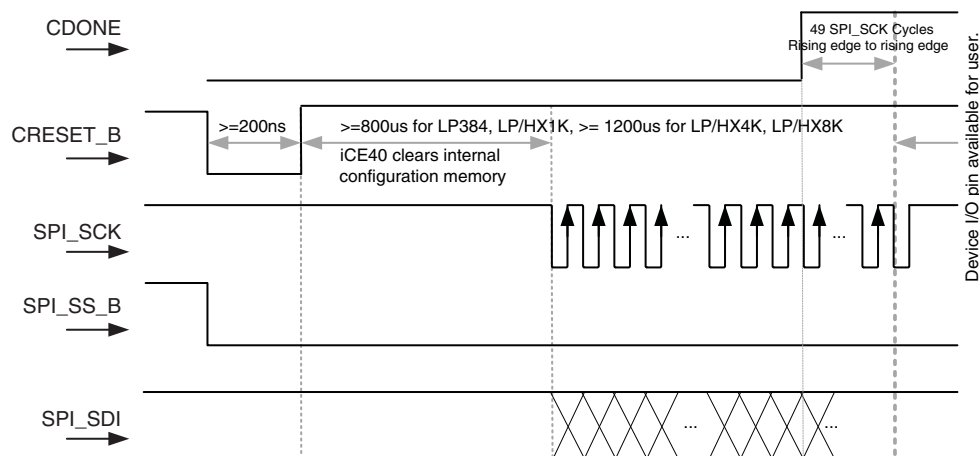 CDONE
49 SPI_SCK Cycles
Rising edge to rising edge
CRESET_B
>=200ns
>=800us for LP384, LP/HX1K, >= 1200us for LP/HX4K, LP/HX8K
iCE40 clears internal
configuration memory
SPI_SCK
...
...
SPI_SS_B
SPI_SDI
...
...
Device I/O pin available for user.